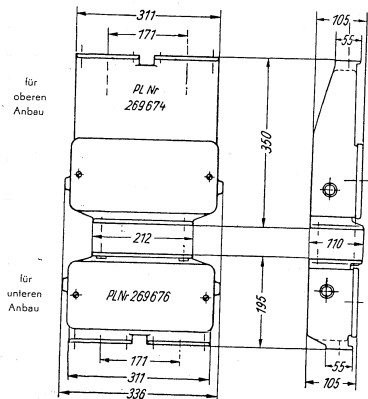 311
105
171
55
für
oberen
Anbau
PL Nr
269674
350
212
110
für
unteren
Anbau
PLNr 269676
195
171
55
311
105
336